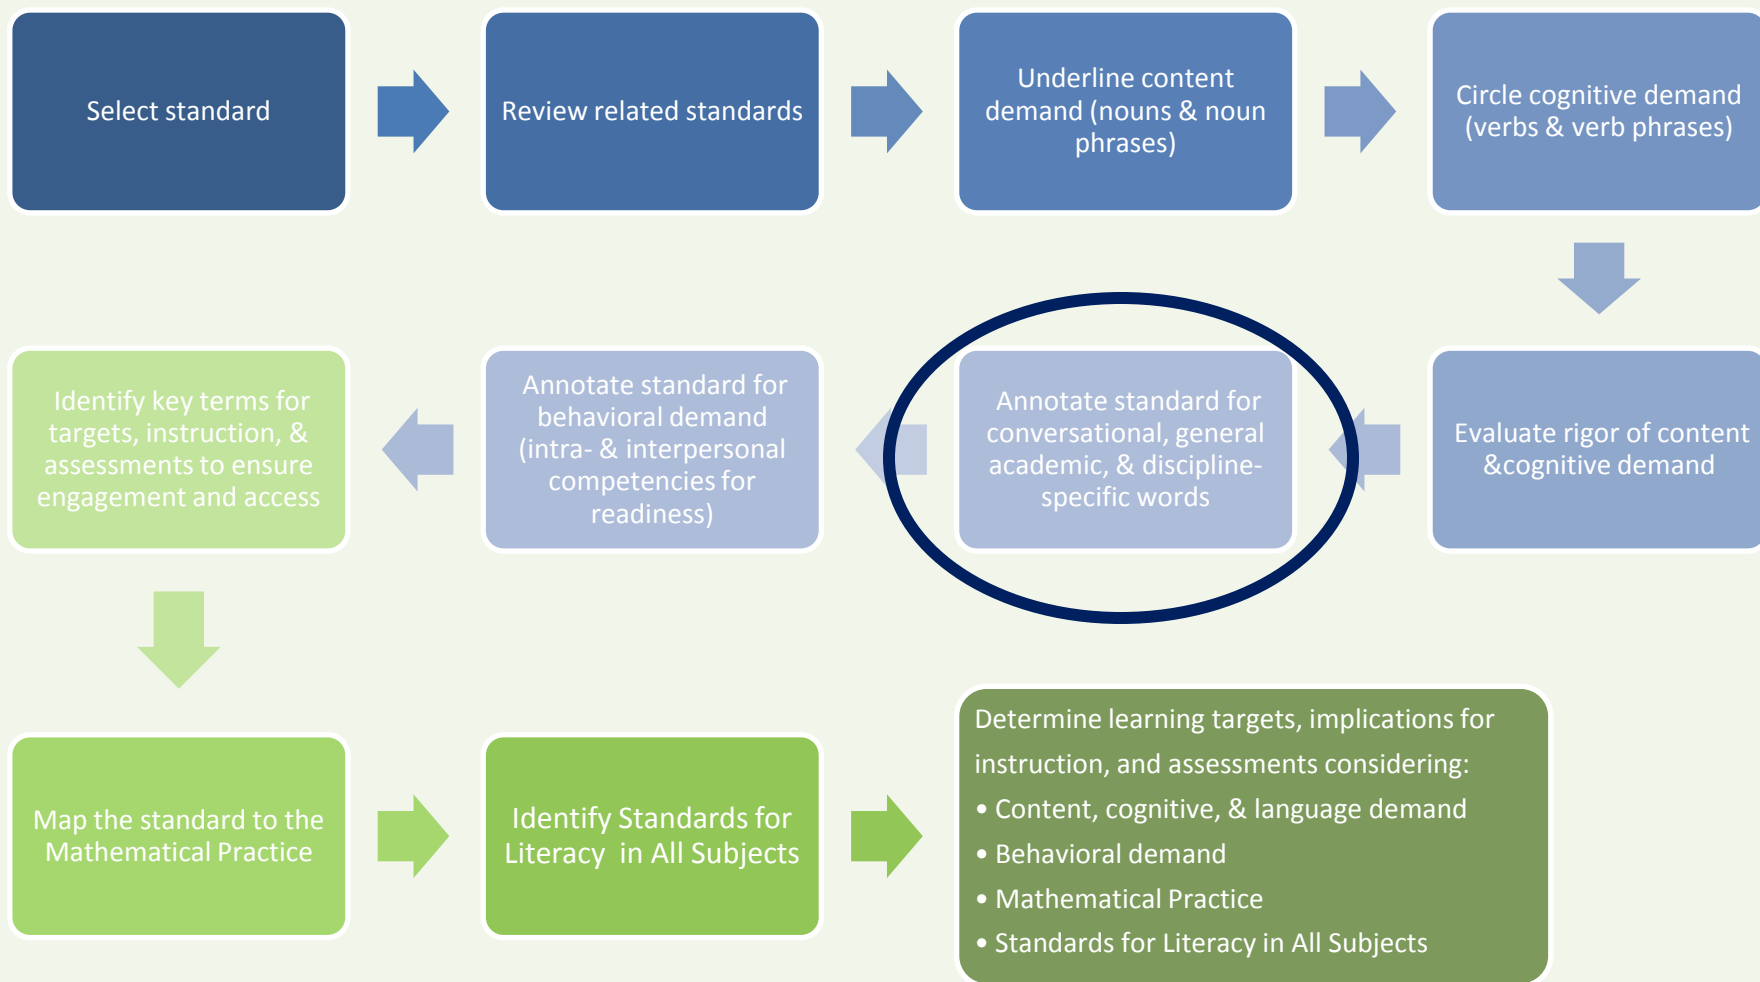 Select standard
Review related standards
Underline content
demand (nouns & noun
phrases)
Circle cognitive demand
(verbs & verb phrases)
Evaluate rigor of content
&cognitive demand
Annotate standard for
conversational, general
academic, & discipline-
specific words
Annotate standard for
behavioral demand
(intra- & interpersonal
competencies for
readiness)
Identify key terms for
targets, instruction, &
assessments to ensure
engagement and access
Map the standard to the
Mathematical Practice
Identify Standards for
Literacy in All Subjects
Determine learning targets, implications for
instruction, and assessments considering:
• Content, cognitive, & language demand
• Behavioral demand
• Mathematical Practice
• Standards for Literacy in All Subjects